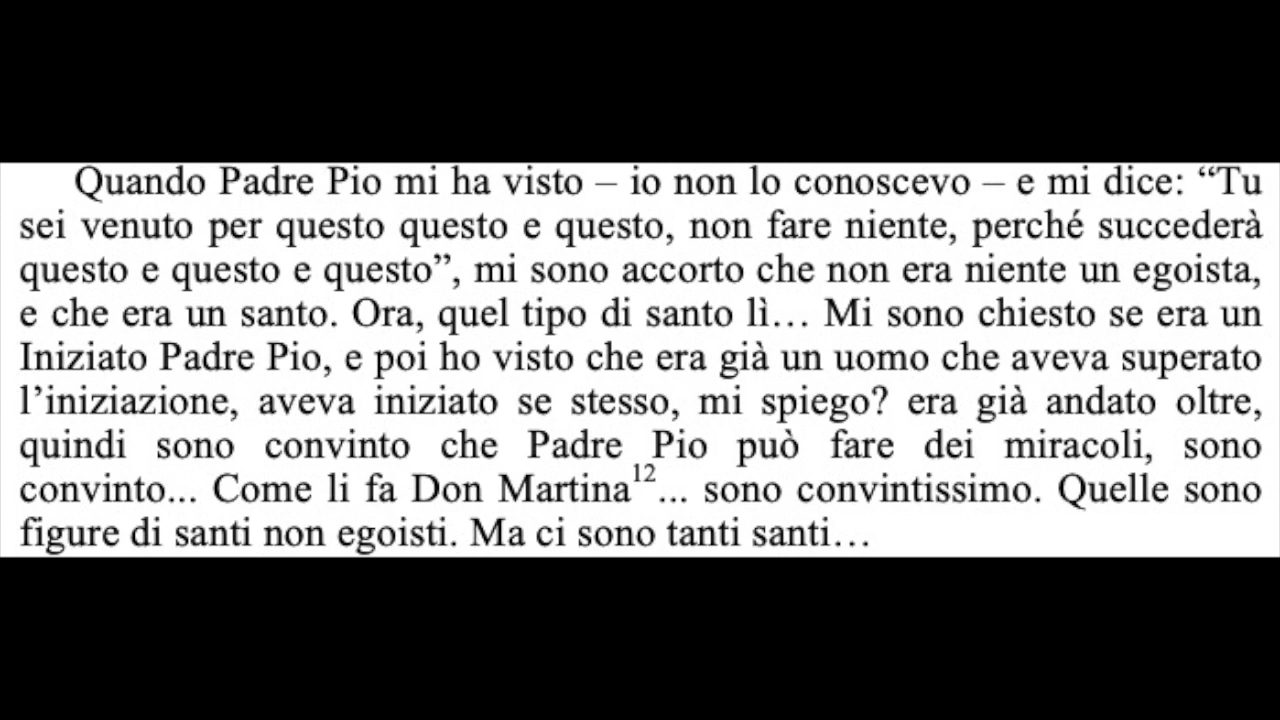 Quando Padre Pio mi ha visto – io non lo conoscevo – e mi dice: “Tu
sei venuto per questo questo e questo, non fare niente, perché succederà
questo e questo e questo”, mi sono accorto che non era niente un egoista,
e che era un santo. Ora, quel tipo di santo lì… Mi sono chiesto se era un
Iniziato Padre Pio, e poi ho visto che era già un uomo che aveva superato
l’iniziazione, aveva iniziato se stesso, mi spiego? era già andato oltre,
quindi sono convinto che Padre Pio può fare dei miracoli, sono
convinto... Come li fa Don Martina12... sono convintissimo. Quelle sono
figure di santi non egoisti. Ma ci sono tanti santi…